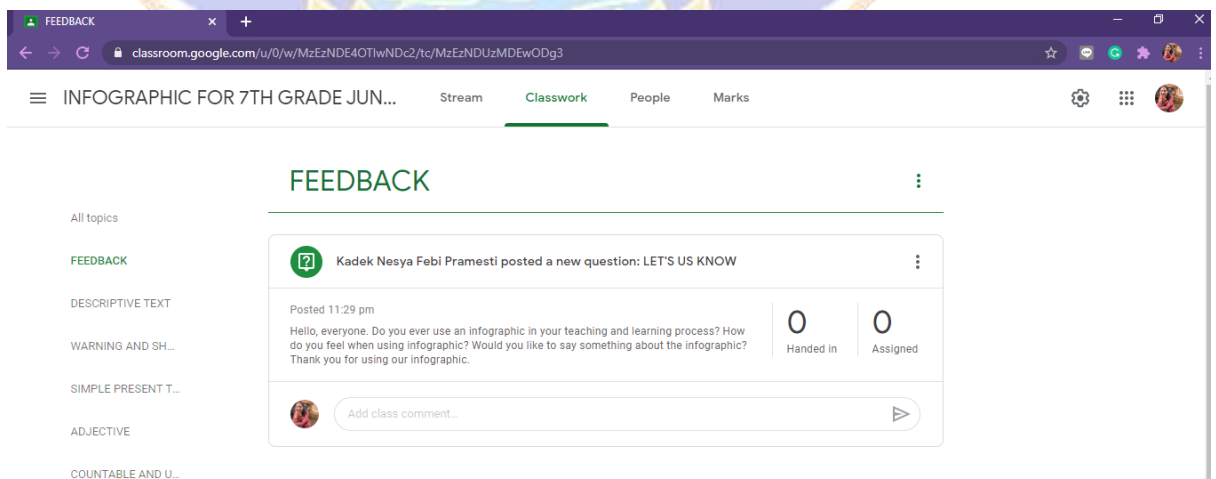 FEEDBACK
classroom.google.com/u/0/w/MzEzNDE4OTIwNDc2/tc/MzEzNDUzMDEwODg3
INFOGRAPHIC FOR 7TH GRADE JUN...
Stream
Classwork
People
Marks
FEEDBACK
All topics
FEEDBACK
DESCRIPTIVE TEXT
WARNING AND SH...
SIMPLE PRESENT T...
ADJECTIVE
COUNTABLE AND U...
Kadek Nesya Febi Pramesti posted a new question: LET'S US KNOW
Posted 11:29 pm
Hello, everyone. Do you ever use an infographic in your teaching and learning process? How
do you feel when using infographic? Would you like to say something about the infographic?
Thank you for using our infographic.
0
Handed in
0
Assigned
Add class comment...